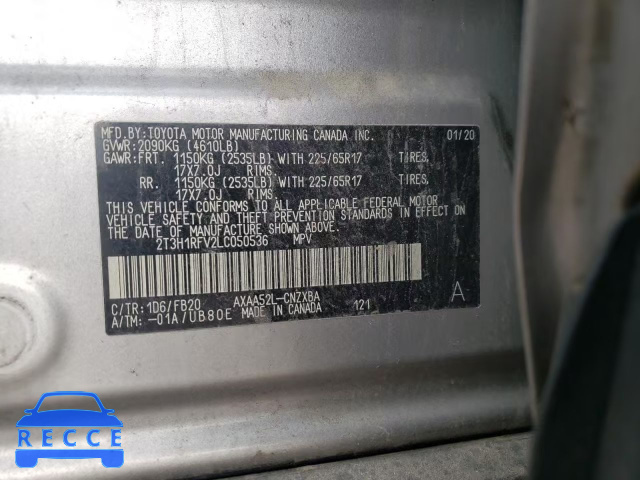 MFD.BY:TOYOTA MOTOR MANUFACTURING CANADA INC. 01/20
GVWR:2090KG (4610LB)
GAWR:FRT. 1150KG (2535LB) WITH 225/65R17 TIRES.
17X7.0J RIMS.
RR. 1150KG (2535LB) WITH 225/65R17 TIRES.
17X7.0J RIMS.
THIS VEHICLE CONFORMS TO ALL APPLICABLE FEDERAL MOTOR
VEHICLE SAFETY AND THEFT PREVENTION STANDARDS IN EFFECT ON
THE DATE OF MANUFACTURE SHOWN ABOVE.
2T3H1RFV2LC050536 MPV
C/TR:1D6/FB20 AXAA52L-CNZXBA 121 A
A/TM:-01A/UB80E MADE IN CANADA
RECCE